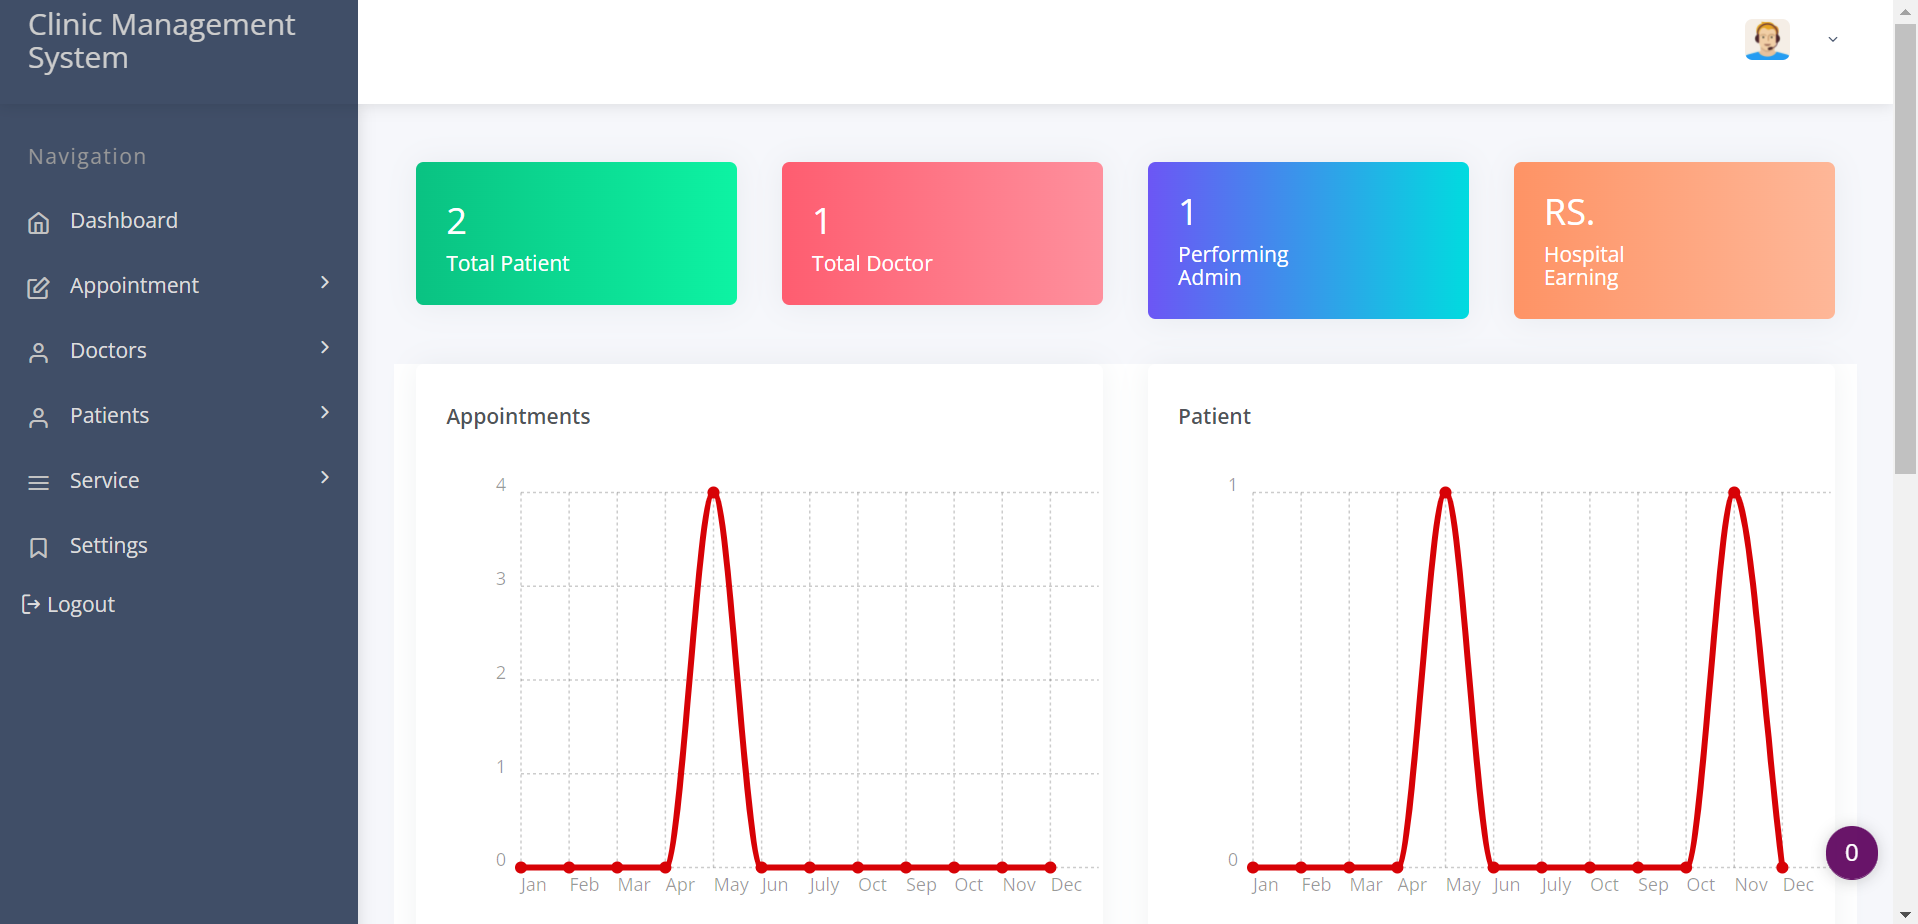 Clinic Management
System
Navigation
Dashboard
Appointment
Doctors
Patients
Service
Settings
Logout
2
Total Patient
1
Total Doctor
1
Performing
Admin
RS.
Hospital
Earning
Appointments
4
3
2
1
0
Jan Feb Mar Apr May Jun July Oct Sep Oct Nov Dec
Patient
1
0
Jan Feb Mar Apr May Jun July Oct Sep Oct Nov Dec
0